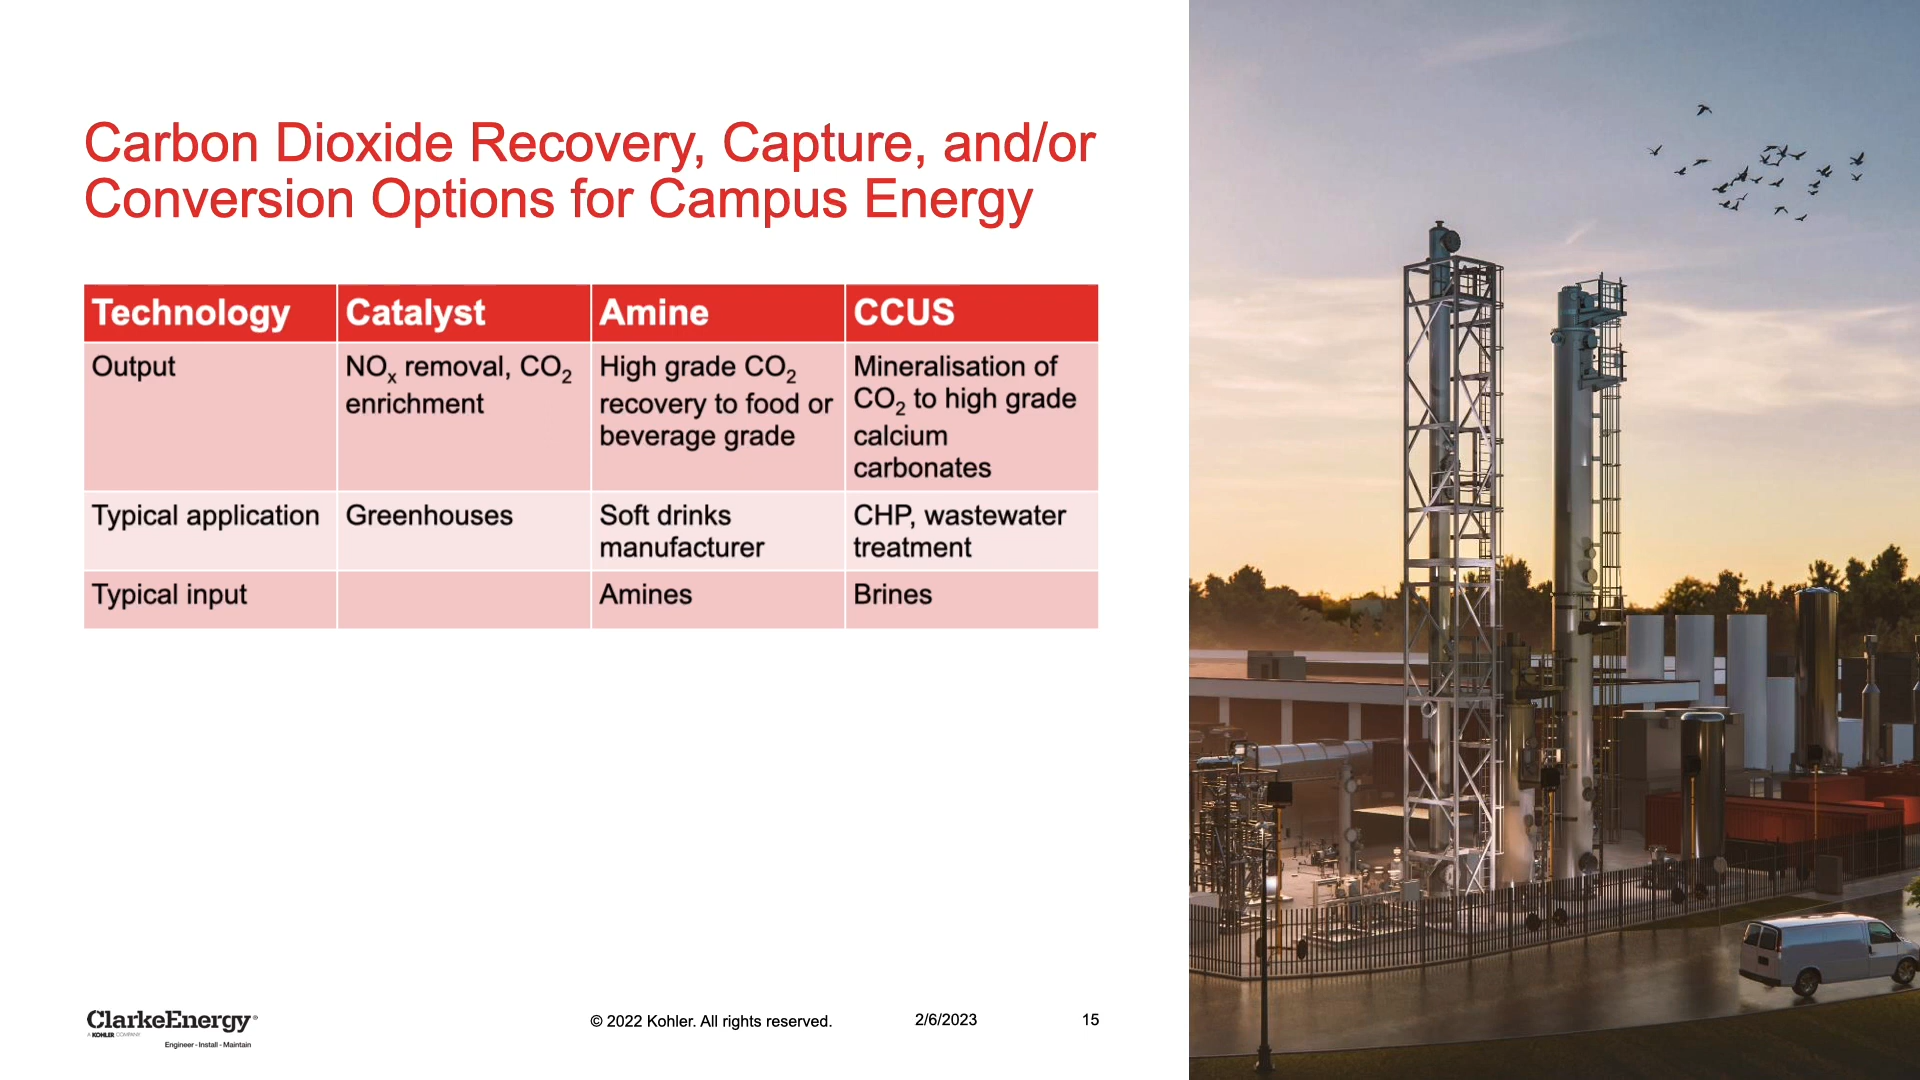 Carbon Dioxide Recovery, Capture, and/or
Conversion Options for Campus Energy
Technology
Catalyst
Amine
CCUS
Output
NOx removal, CO2
enrichment
High grade CO2
recovery to food or
beverage grade
Mineralisation of
CO2 to high grade
calcium
carbonates
Typical application
Greenhouses
Soft drinks
manufacturer
CHP, wastewater
treatment
Typical input
Amines
Brines
ClarkeEnergy®
A KOHLER COMPANY
Engineer - Install - Maintain
© 2022 Kohler. All rights reserved.
2/6/2023
15